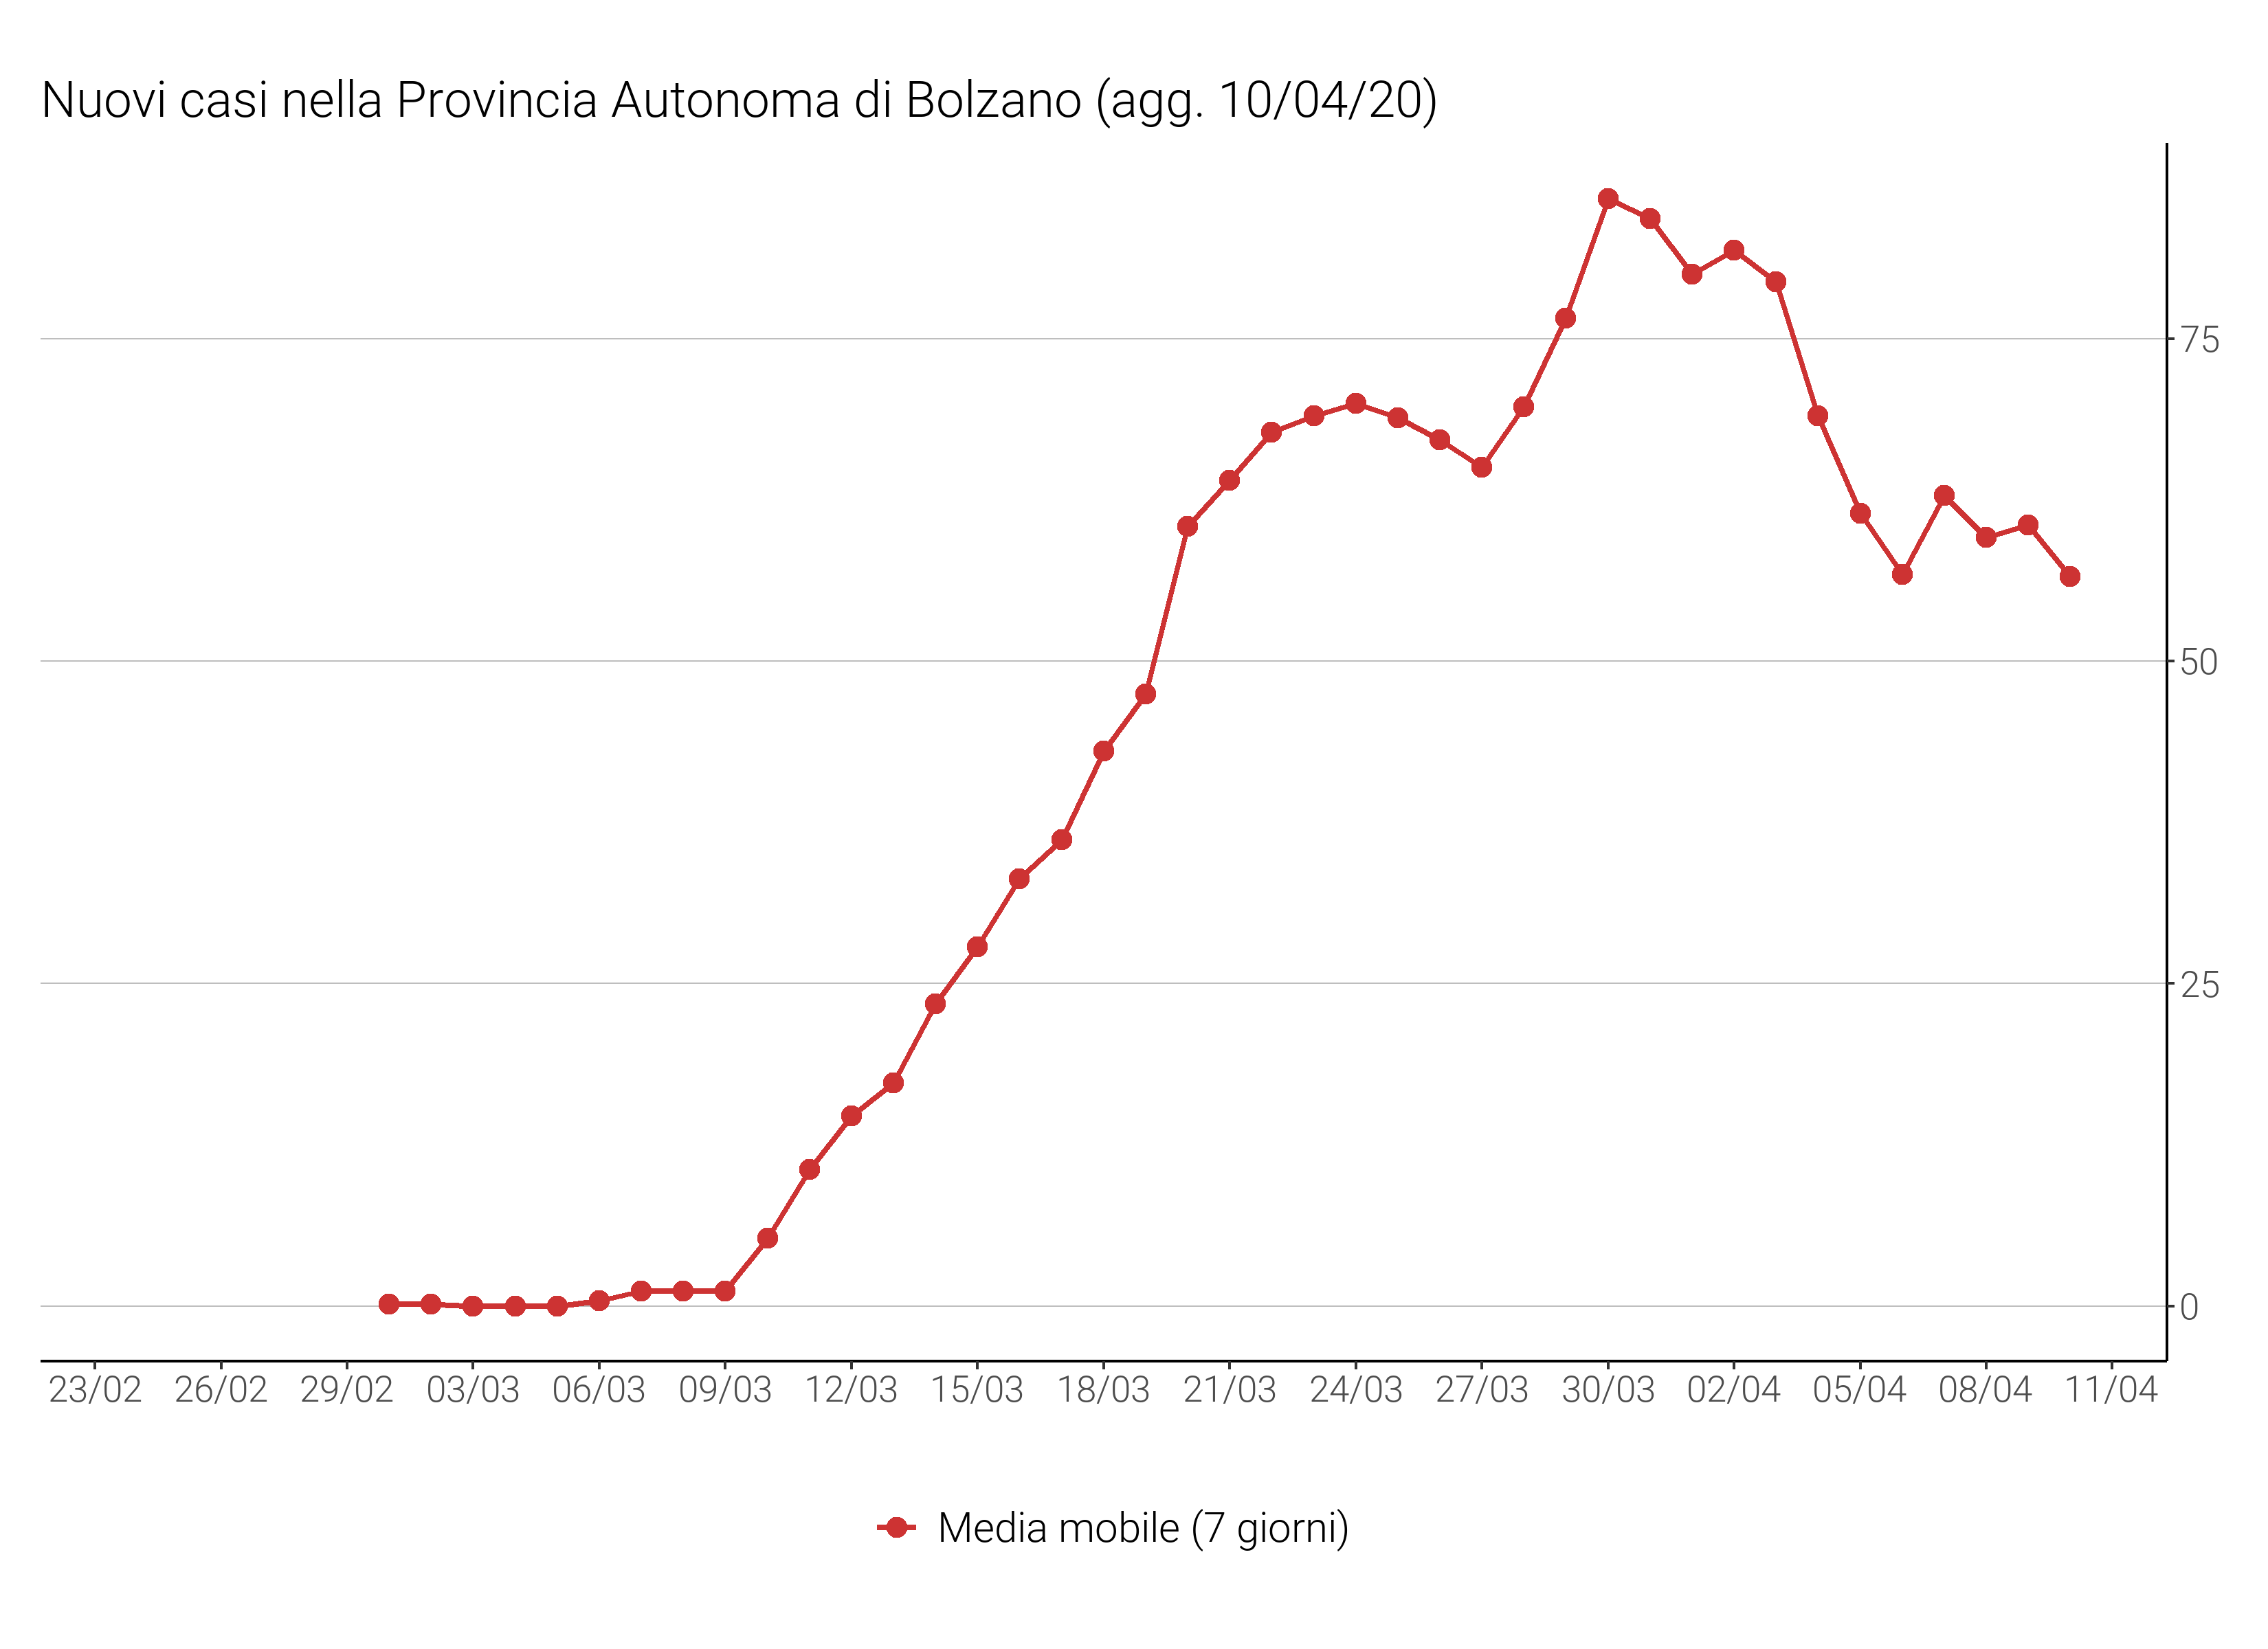 Nuovi casi nella Provincia Autonoma di Bolzano (agg. 10/04/20)
75
50
25
0
23/02 26/02 29/02 03/03 06/03 09/03 12/03 15/03 18/03 21/03 24/03 27/03 30/03 02/04 05/04 08/04 11/04
Media mobile (7 giorni)